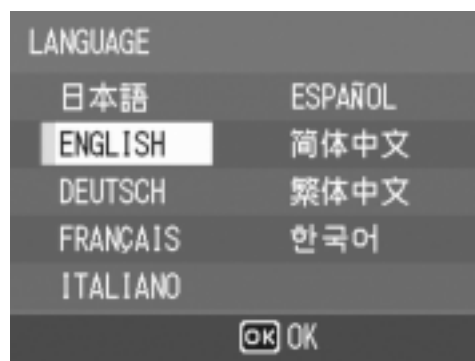 LANGUAGE
日本語
ENGLISH
DEUTSCH
FRANÇAIS
ITALIANO
ESPAÑOL
简体中文
繁体中文
한국어
OK OK